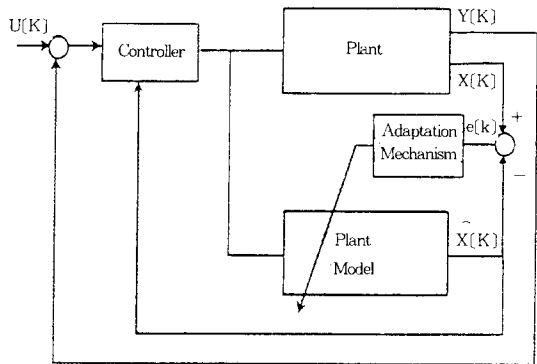 U[K]
Controller
Plant
Y[K]
X[K]
Adaptation
Mechanism
e[k]
+
−
Plant
Model
X̂[K]